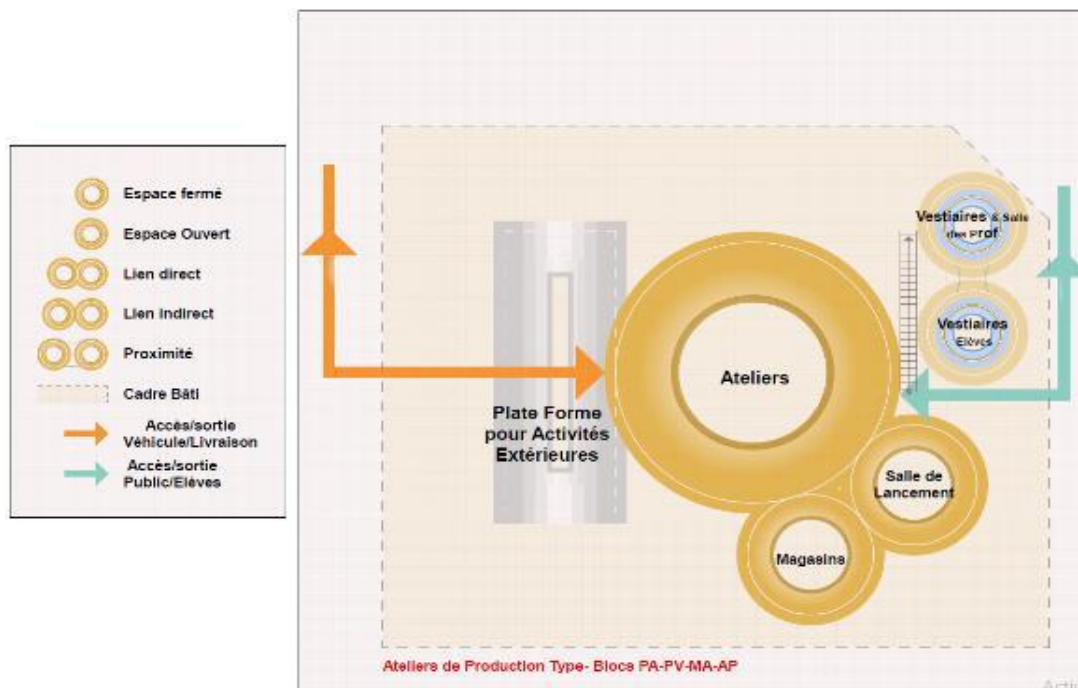 Espace fermé
Espace Ouvert
Lien direct
Lien indirect
Proximité
Cadre Bâti
Accès/sortie
Véhicule/Livraison
Accès/sortie
Public/Elèves
Vestiaires & Salle
des Prof
Vestiaires
Elèves
Ateliers
Plate Forme
pour Activités
Extérieures
Salle de
Lancement
Magasins
Ateliers de Production Type- Blocs PA-PV-MA-AP